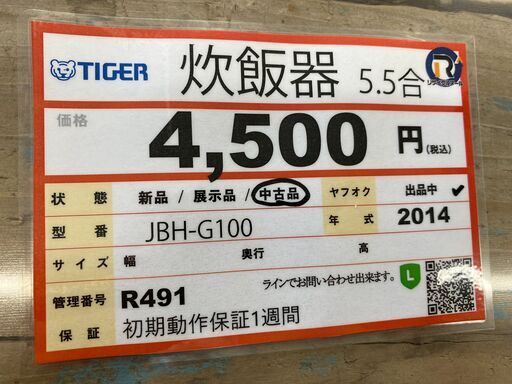 TIGER 炊飯器 5.5合
価格 4,500 円 (税込)
状態 新品 / 展示品 / 中古品 ヤフオク 出品中 ✔
型番 JBH-G100 年式 2014
サイズ 幅 奥行 高
管理番号 R491 ラインでお問い合わせ出来ます。 L
保証 初期動作保証1週間